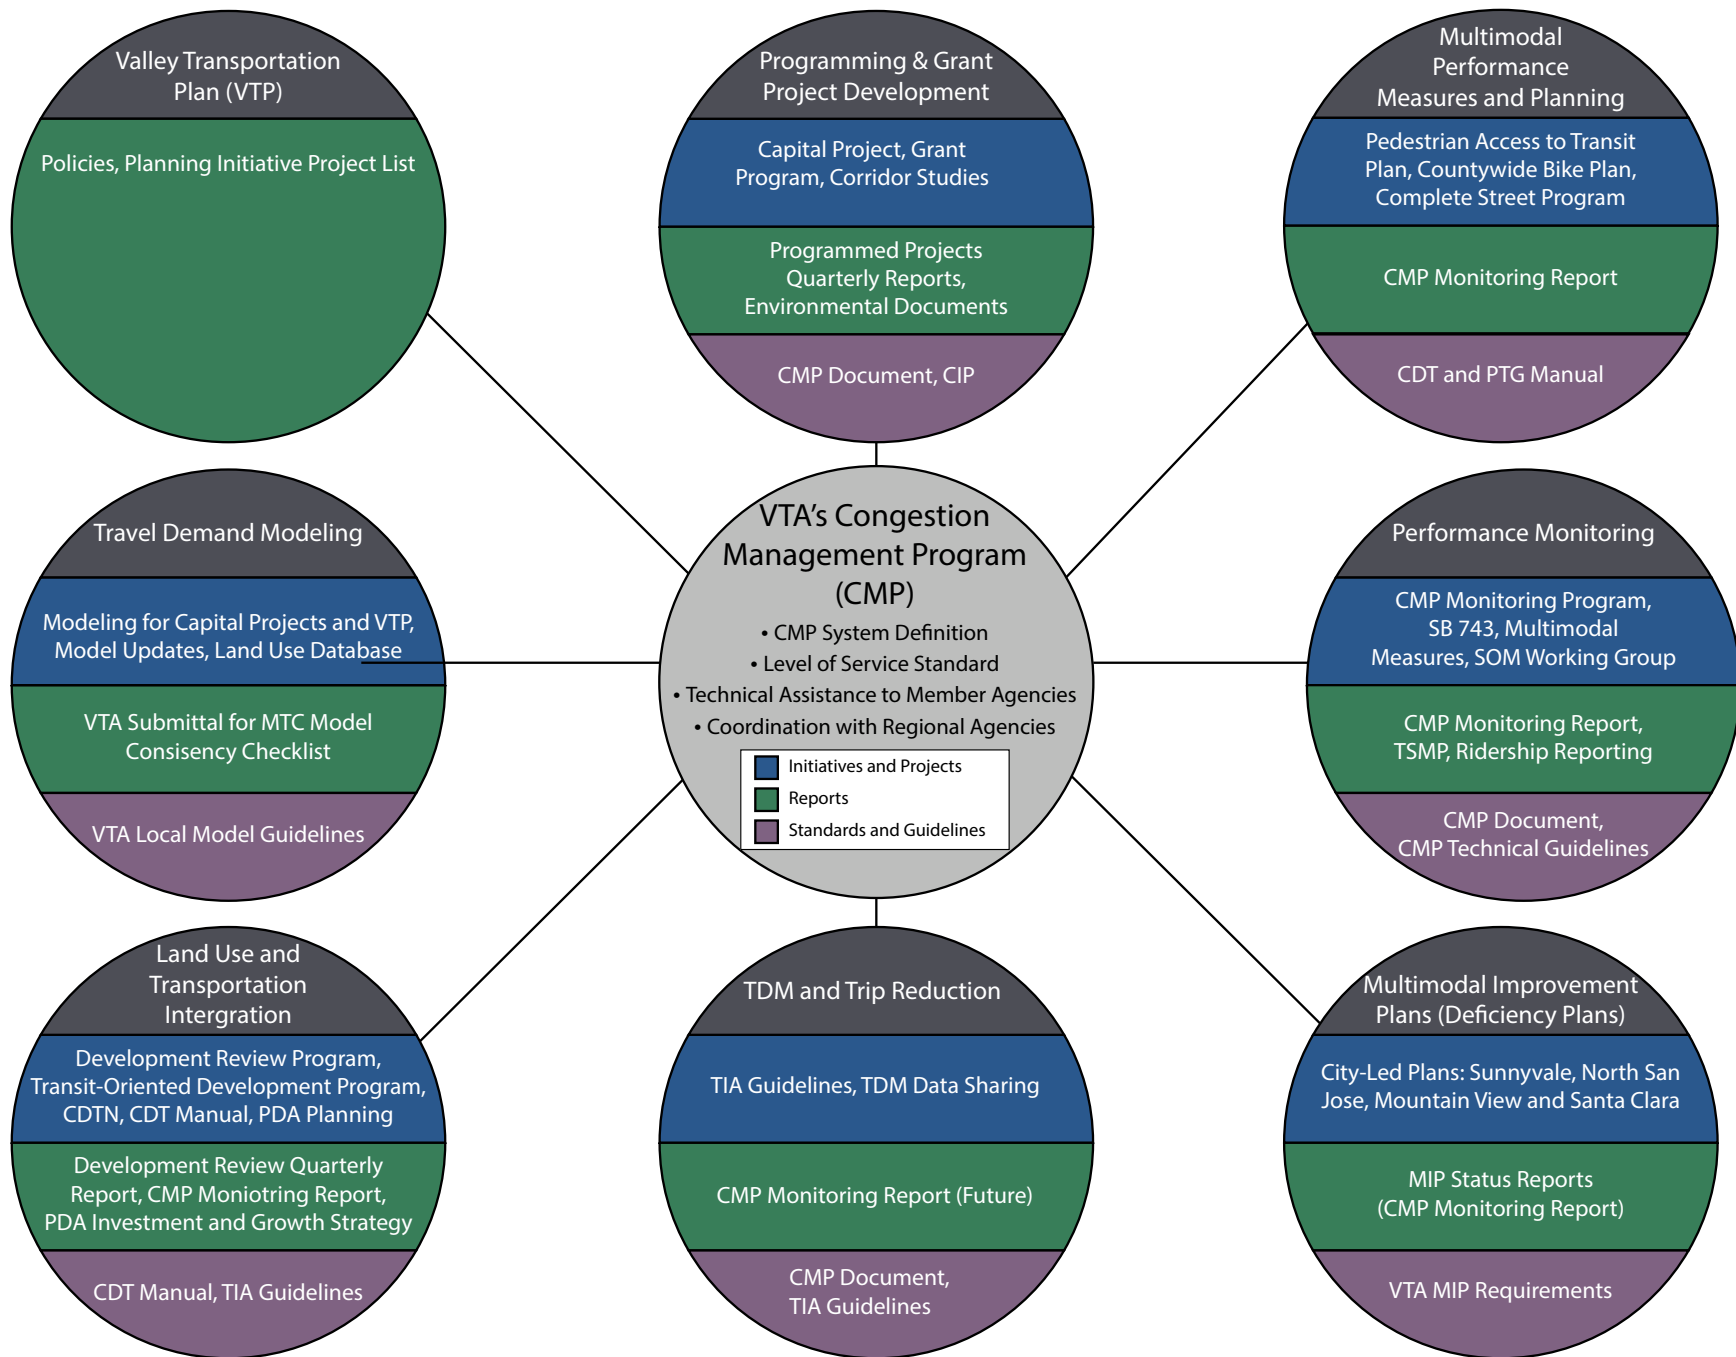 Valley Transportation
Plan (VTP)
Policies, Planning Initiative Project List
Programming & Grant
Project Development
Capital Project, Grant
Program, Corridor Studies
Programmed Projects
Quarterly Reports,
Environmental Documents
CMP Document, CIP
Multimodal
Performance
Measures and Planning
Pedestrian Access to Transit
Plan, Countywide Bike Plan,
Complete Street Program
CMP Monitoring Report
CDT and PTG Manual
Travel Demand Modeling
Modeling for Capital Projects and VTP,
Model Updates, Land Use Database
VTA Submittal for MTC Model
Consisency Checklist
VTA Local Model Guidelines
VTA's Congestion
Management Program
(CMP)
• CMP System Definition
• Level of Service Standard
• Technical Assistance to Member Agencies
• Coordination with Regional Agencies
Initiatives and Projects
Reports
Standards and Guidelines
Performance Monitoring
CMP Monitoring Program,
SB 743, Multimodal
Measures, SOM Working Group
CMP Monitoring Report,
TSMP, Ridership Reporting
CMP Document,
CMP Technical Guidelines
Land Use and
Transportation
Intergration
Development Review Program,
Transit-Oriented Development Program,
CDTN, CDT Manual, PDA Planning
Development Review Quarterly
Report, CMP Moniotring Report,
PDA Investment and Growth Strategy
CDT Manual, TIA Guidelines
TDM and Trip Reduction
TIA Guidelines, TDM Data Sharing
CMP Monitoring Report (Future)
CMP Document,
TIA Guidelines
Multimodal Improvement
Plans (Deficiency Plans)
City-Led Plans: Sunnyvale, North San
Jose, Mountain View and Santa Clara
MIP Status Reports
(CMP Monitoring Report)
VTA MIP Requirements